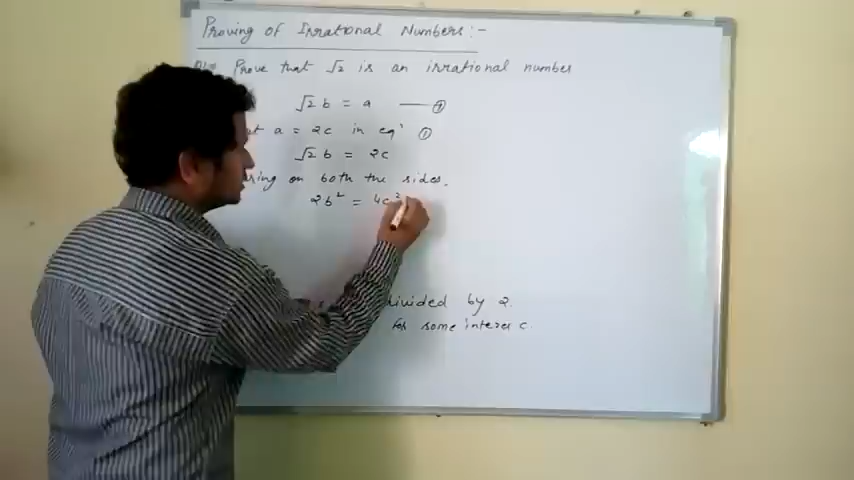 Proving of Irrational Numbers:-
Prove that √2 is an irrational number
√2 b = a —— ①
a = 2c in eqⁿ ①
√2 b = 2c
on both the sides.
2b² = 4c²
divided by 2.
for some interer c.